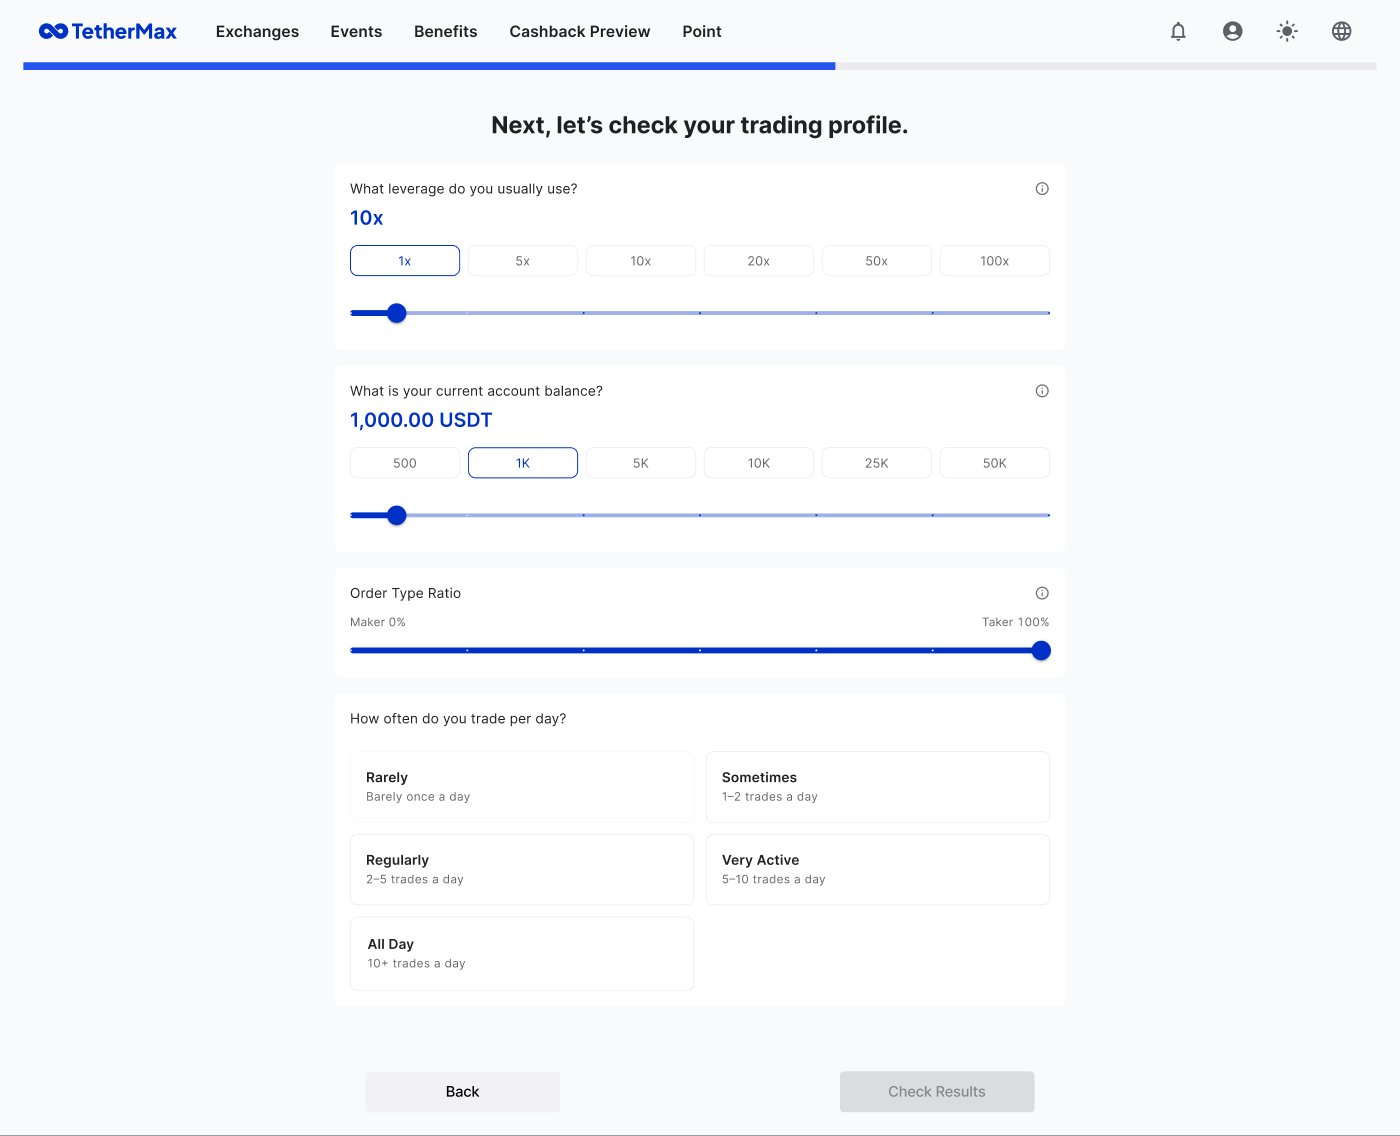 TetherMax Exchanges Events Benefits Cashback Preview Point
Next, let’s check your trading profile.
What leverage do you usually use?
10x
1x 5x 10x 20x 50x 100x
What is your current account balance?
1,000.00 USDT
500 1K 5K 10K 25K 50K
Order Type Ratio
Maker 0% Taker 100%
How often do you trade per day?
Rarely
Barely once a day
Sometimes
1–2 trades a day
Regularly
2–5 trades a day
Very Active
5–10 trades a day
All Day
10+ trades a day
Back Check Results